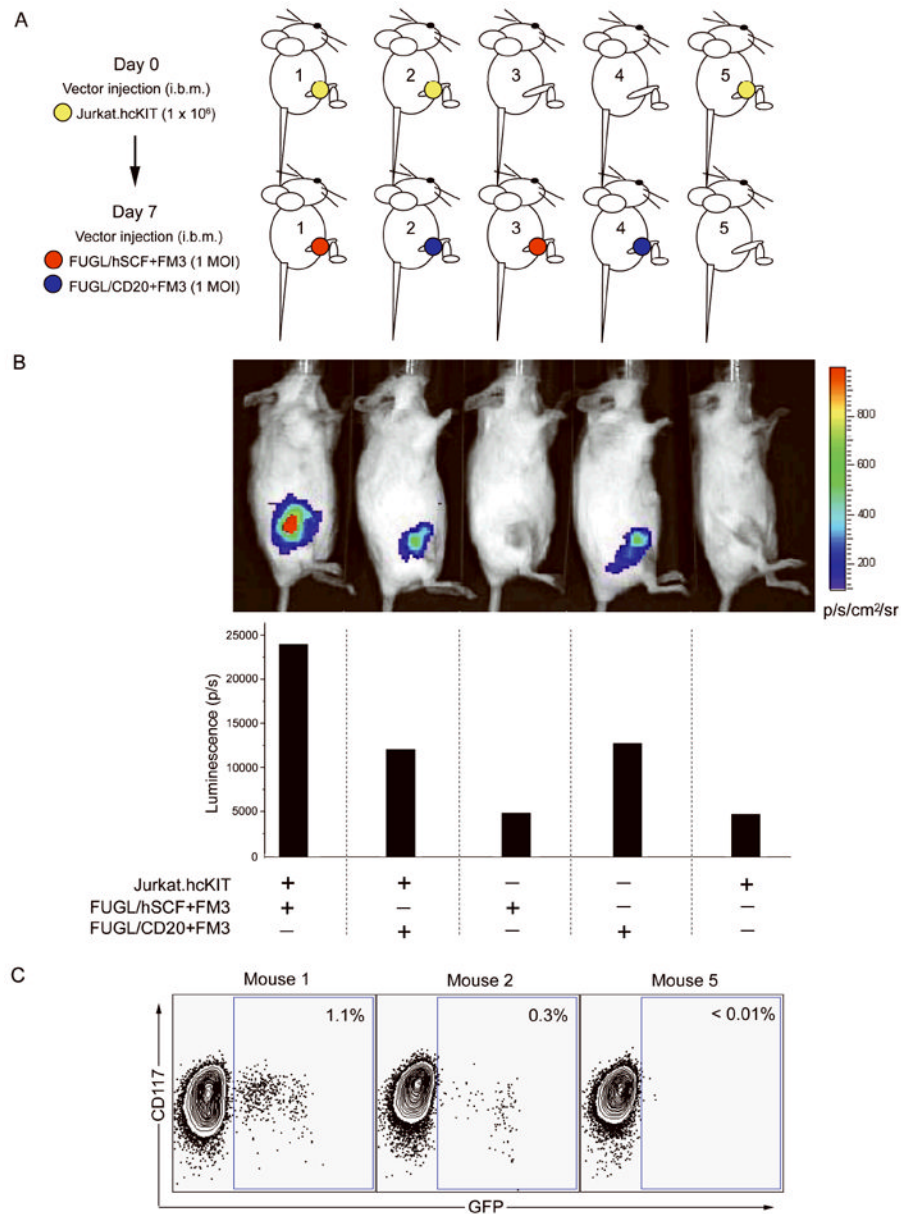 A
Day 0
Vector injection (i.b.m.)
Jurkat.hcKIT (1 x 10⁶)
1 2 3 4 5
Day 7
Vector injection (i.b.m.)
FUGL/hSCF+FM3 (1 MOI)
FUGL/CD20+FM3 (1 MOI)
1 2 3 4 5
B
800
600
400
200
p/s/cm²/sr
Luminescence (p/s)
25000
20000
15000
10000
5000
0
Jurkat.hcKIT + + — — +
FUGL/hSCF+FM3 + — + — —
FUGL/CD20+FM3 — + — + —
C
Mouse 1 Mouse 2 Mouse 5
1.1% 0.3% < 0.01%
CD117
GFP